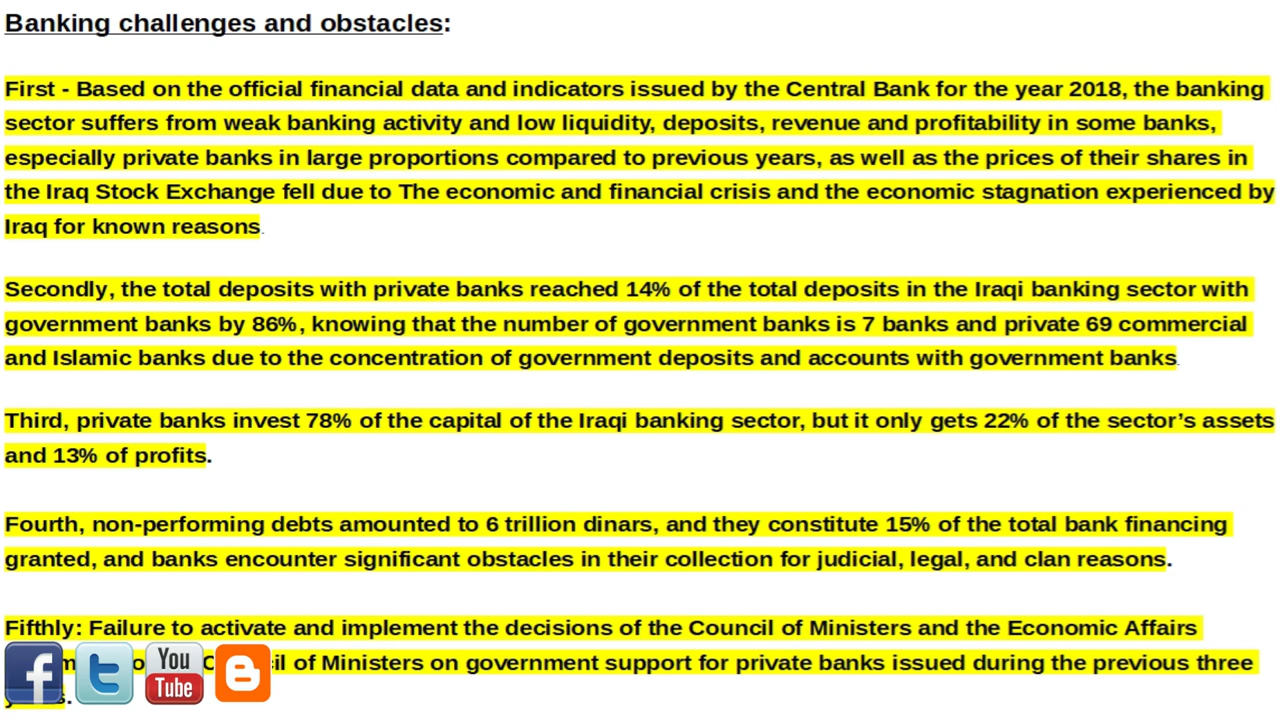 Banking challenges and obstacles:
First - Based on the official financial data and indicators issued by the Central Bank for the year 2018, the banking
sector suffers from weak banking activity and low liquidity, deposits, revenue and profitability in some banks,
especially private banks in large proportions compared to previous years, as well as the prices of their shares in
the Iraq Stock Exchange fell due to The economic and financial crisis and the economic stagnation experienced by
Iraq for known reasons.
Secondly, the total deposits with private banks reached 14% of the total deposits in the Iraqi banking sector with
government banks by 86%, knowing that the number of government banks is 7 banks and private 69 commercial
and Islamic banks due to the concentration of government deposits and accounts with government banks.
Third, private banks invest 78% of the capital of the Iraqi banking sector, but it only gets 22% of the sector’s assets
and 13% of profits.
Fourth, non-performing debts amounted to 6 trillion dinars, and they constitute 15% of the total bank financing
granted, and banks encounter significant obstacles in their collection for judicial, legal, and clan reasons.
Fifthly: Failure to activate and implement the decisions of the Council of Ministers and the Economic Affairs
of Ministers on government support for private banks issued during the previous three
You
Tube